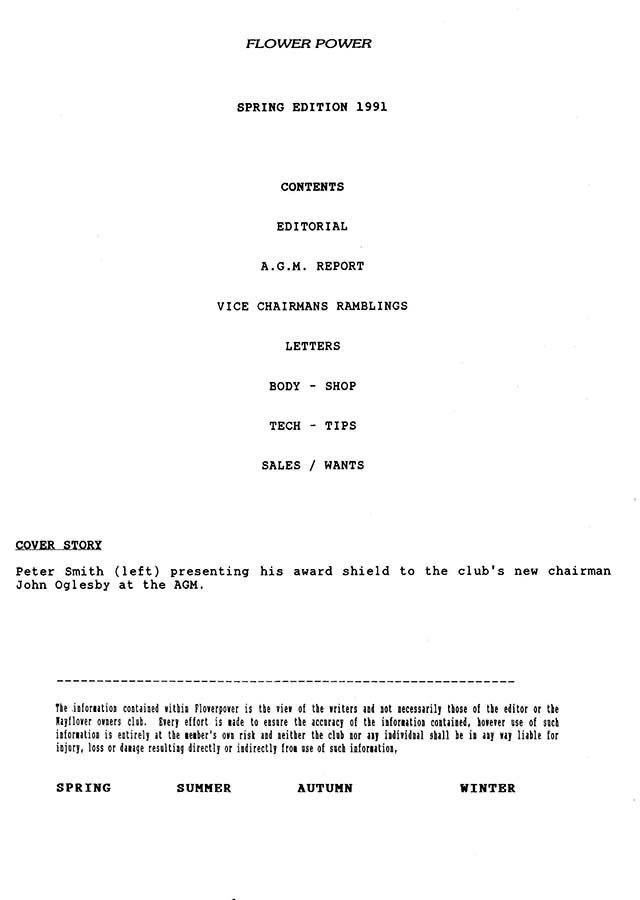 FLOWER POWER
SPRING EDITION 1991
CONTENTS
EDITORIAL
A.G.M. REPORT
VICE CHAIRMANS RAMBLINGS
LETTERS
BODY - SHOP
TECH - TIPS
SALES / WANTS
COVER STORY
Peter Smith (left) presenting his award shield to the club's new chairman
John Oglesby at the AGM.
The information contained within Flowerpower is the view of the writers and not necessarily those of the editor or the
Mayflower owners club. Every effort is made to ensure the accuracy of the information contained, however use of such
information is entirely at the member's own risk and neither the club nor any individual shall be in any way liable for
injury, loss or damage resulting directly or indirectly from use of such information,
SPRING SUMMER AUTUMN WINTER